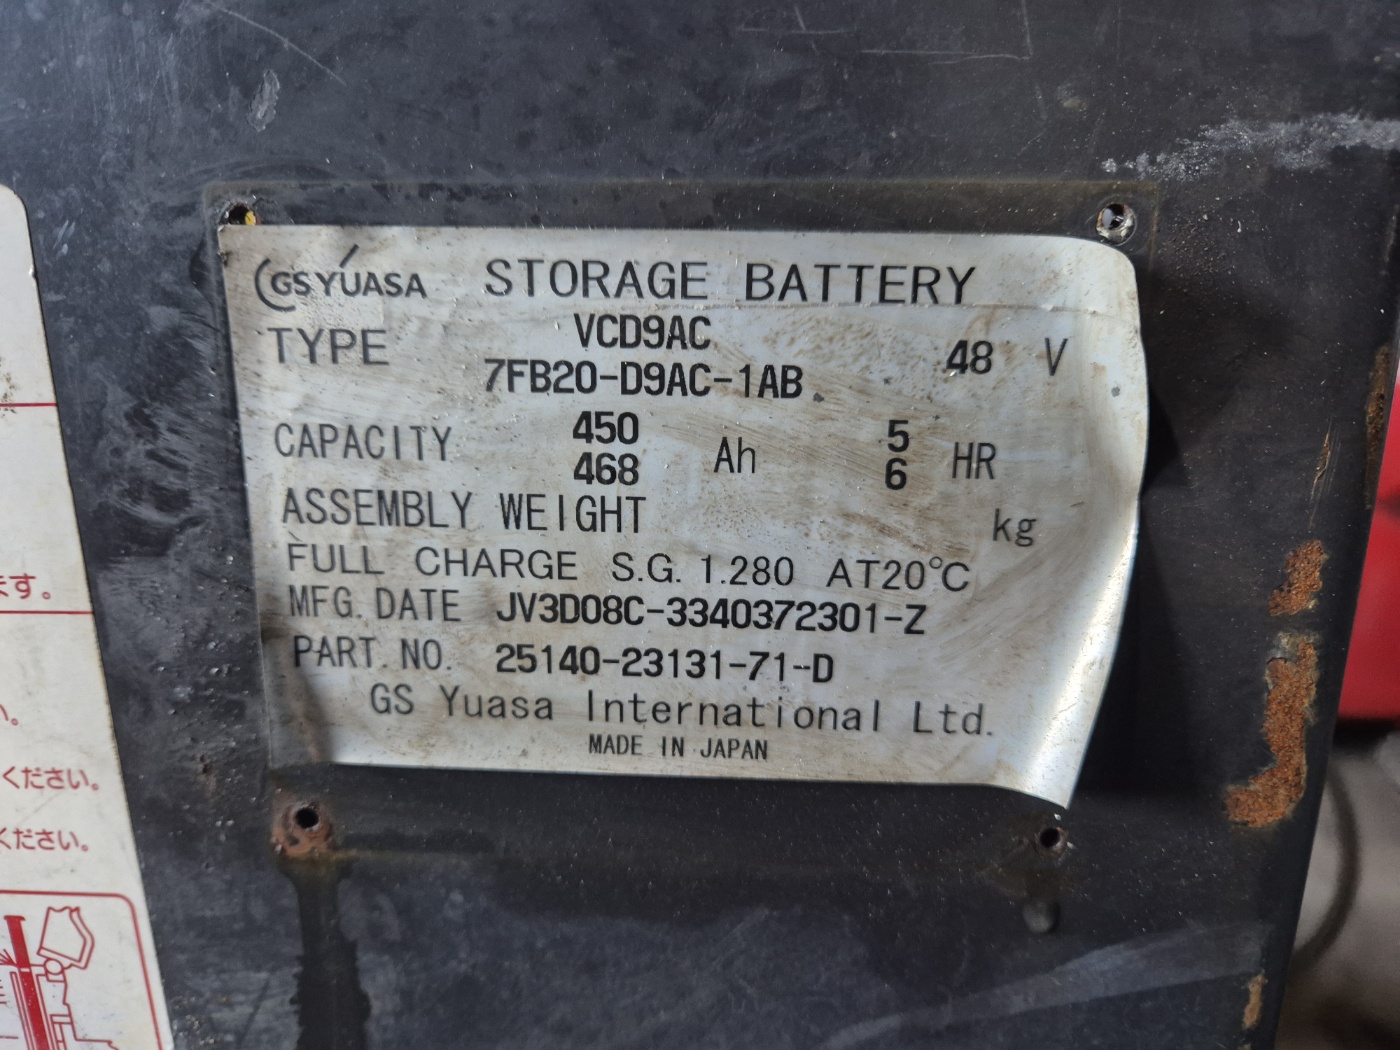 GS YUASA STORAGE BATTERY
TYPE VCD9AC 48 V
7FB20-D9AC-1AB
CAPACITY 450 Ah 5 HR
468 6
ASSEMBLY WEIGHT kg
FULL CHARGE S.G. 1.280 AT20°C
MFG. DATE JV3D08C-3340372301-Z
PART. NO. 25140-23131-71-D
GS Yuasa International Ltd.
MADE IN JAPAN
ます。
い。
ください。
ください。